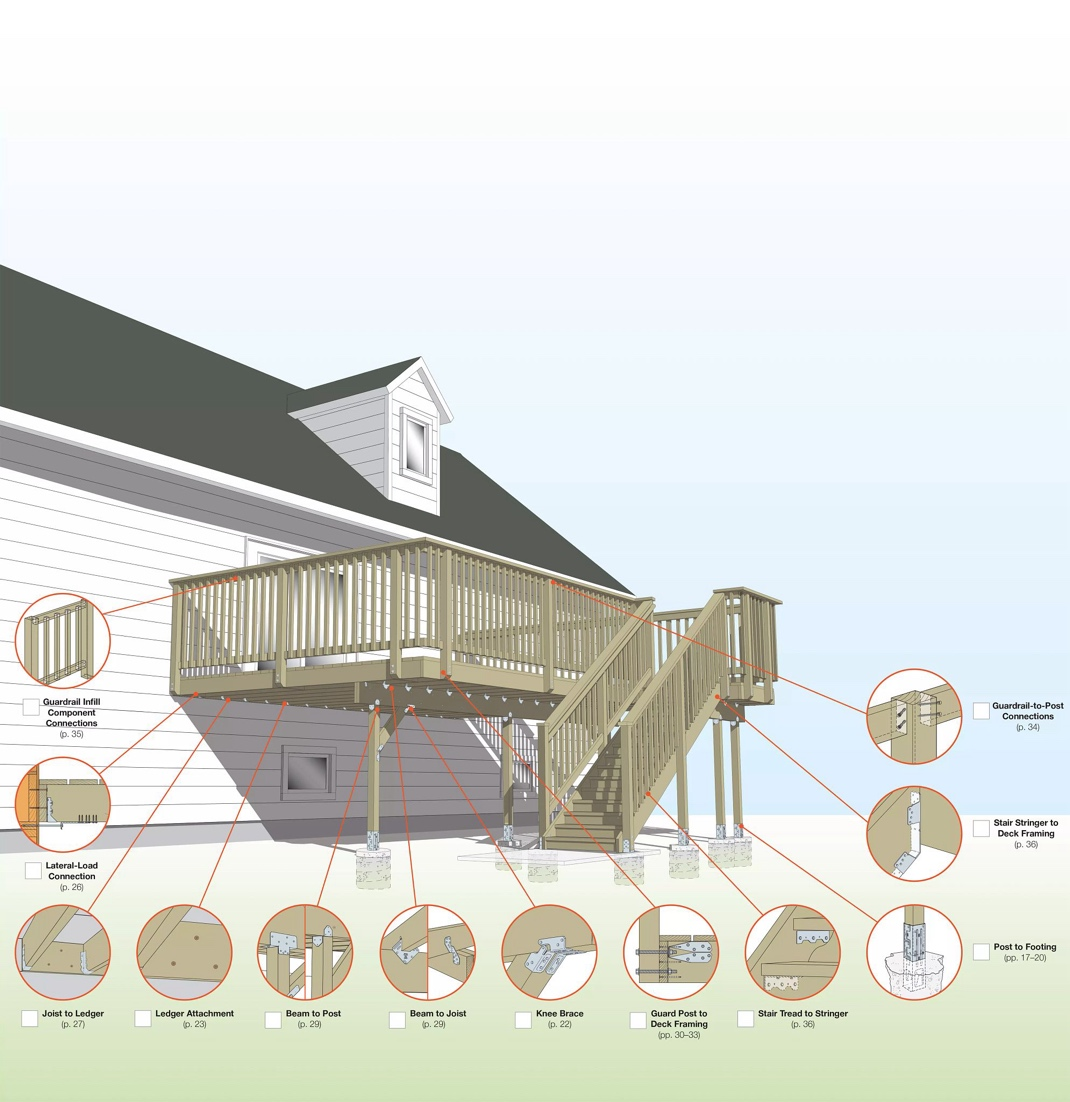 Guardrail Infill
Component
Connections
(p. 35)
Lateral-Load
Connection
(p. 26)
Joist to Ledger
(p. 27)
Ledger Attachment
(p. 23)
Beam to Post
(p. 29)
Beam to Joist
(p. 29)
Knee Brace
(p. 22)
Guard Post to
Deck Framing
(pp. 30–33)
Stair Tread to Stringer
(p. 36)
Guardrail-to-Post
Connections
(p. 34)
Stair Stringer to
Deck Framing
(p. 36)
Post to Footing
(pp. 17–20)